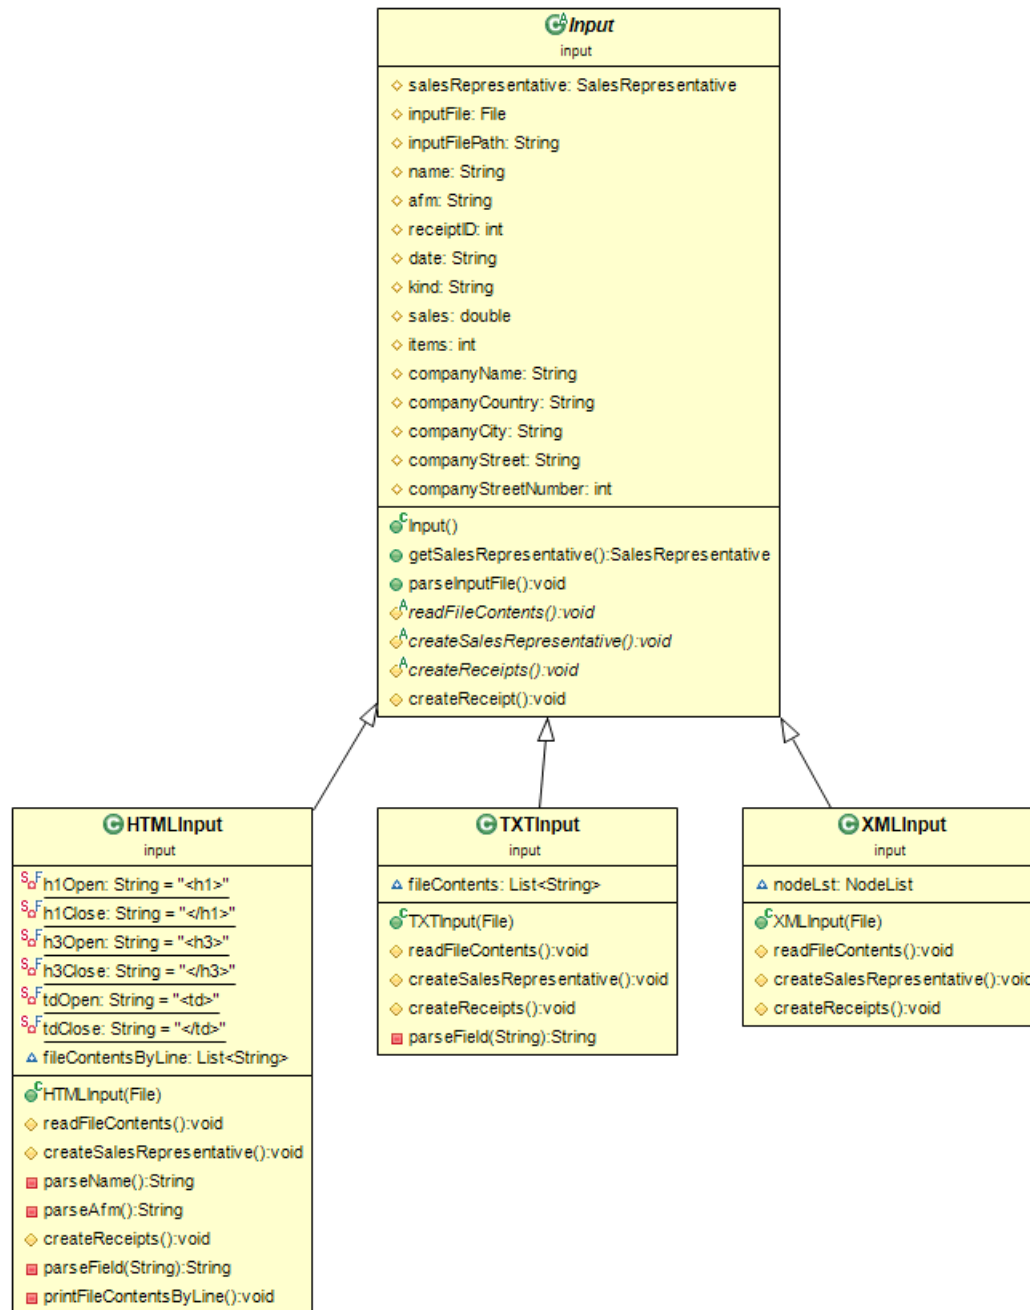 Input
input
salesRepresentative: SalesRepresentative
inputFile: File
inputFilePath: String
name: String
afm: String
receiptID: int
date: String
kind: String
sales: double
items: int
companyName: String
companyCountry: String
companyCity: String
companyStreet: String
companyStreetNumber: int
Input()
getSalesRepresentative():SalesRepresentative
parseInputFile():void
readFileContents():void
createSalesRepresentative():void
createReceipts():void
createReceipt():void
HTMLInput
input
h1Open: String = "<h1>"
h1Close: String = "</h1>"
h3Open: String = "<h3>"
h3Close: String = "</h3>"
tdOpen: String = "<td>"
tdClose: String = "</td>"
fileContentsByLine: List<String>
HTMLInput(File)
readFileContents():void
createSalesRepresentative():void
parseName():String
parseAfm():String
createReceipts():void
parseField(String):String
printFileContentsByLine():void
TXTInput
input
fileContents: List<String>
TXTInput(File)
readFileContents():void
createSalesRepresentative():void
createReceipts():void
parseField(String):String
XMLInput
input
nodeLst: NodeList
XMLInput(File)
readFileContents():void
createSalesRepresentative():void
createReceipts():void